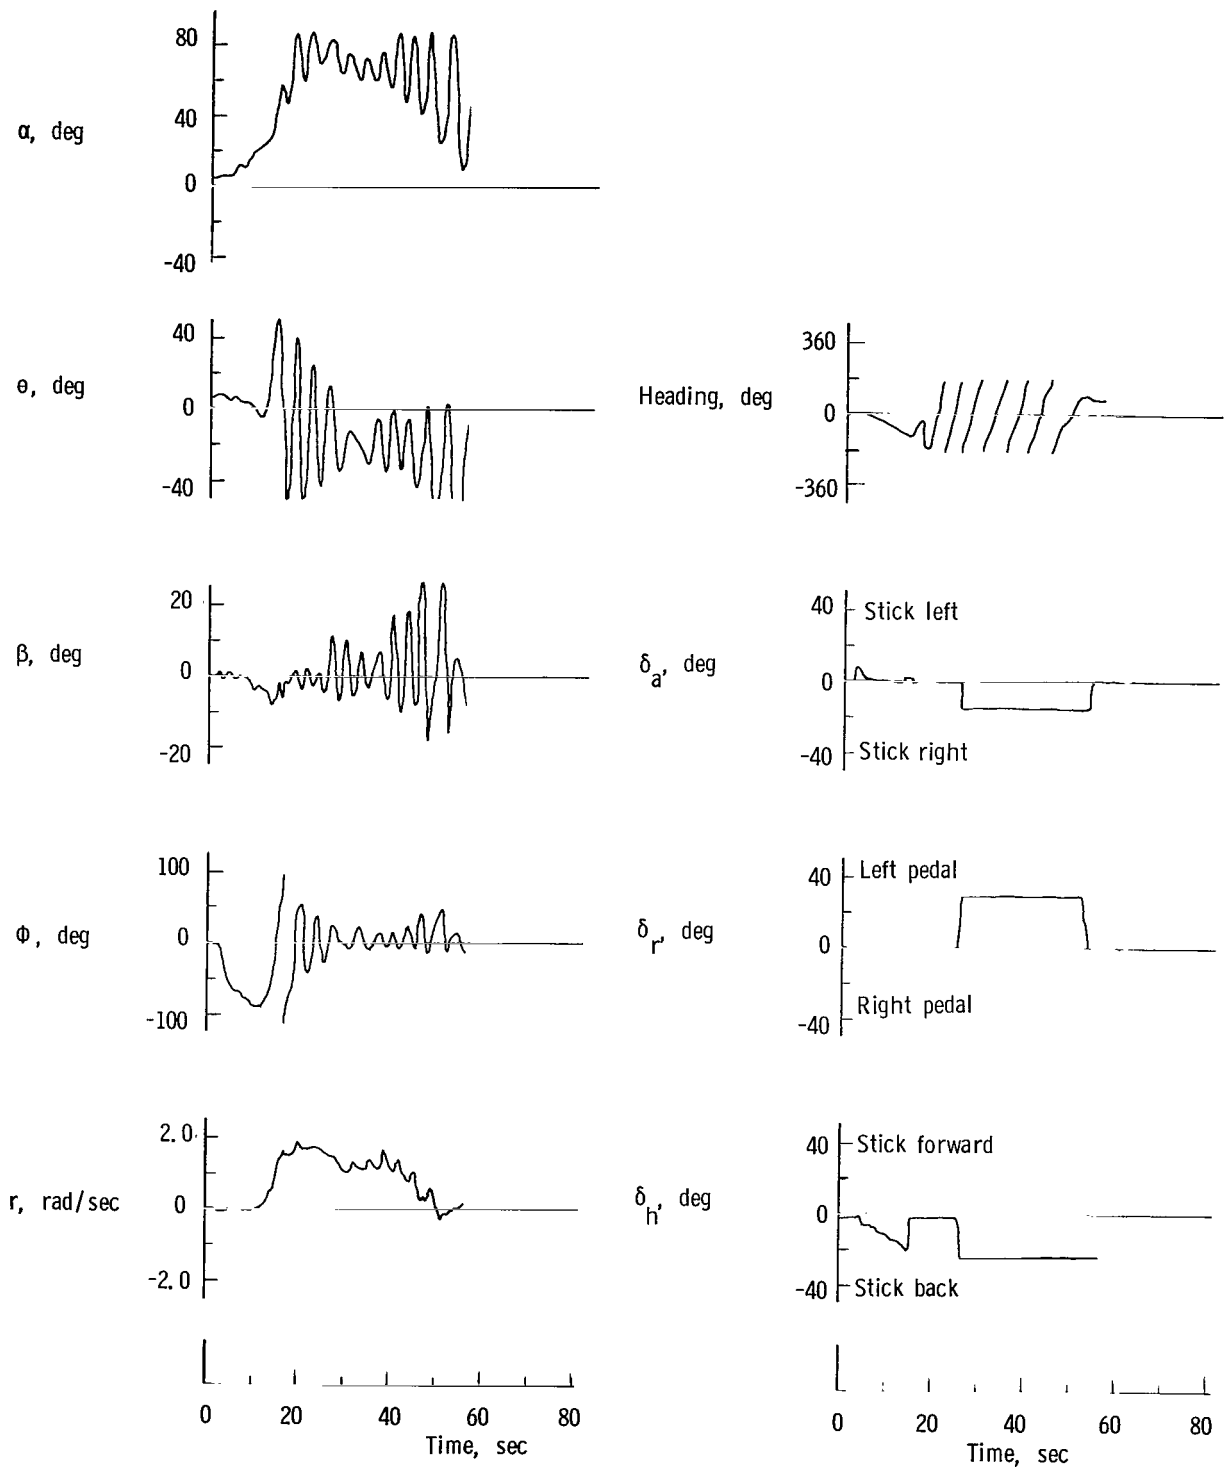 80
α, deg
40
0
-40
40
θ, deg
0
-40
360
Heading, deg
0
-360
20
β, deg
0
-20
40
Stick left
δa, deg
0
-40
Stick right
100
Φ, deg
0
-100
40
Left pedal
δr, deg
0
Right pedal
-40
2.0
r, rad/sec
0
-2.0
40
Stick forward
δh, deg
0
-40
Stick back
0 20 40 60 80
Time, sec
0 20 40 60 80
Time, sec